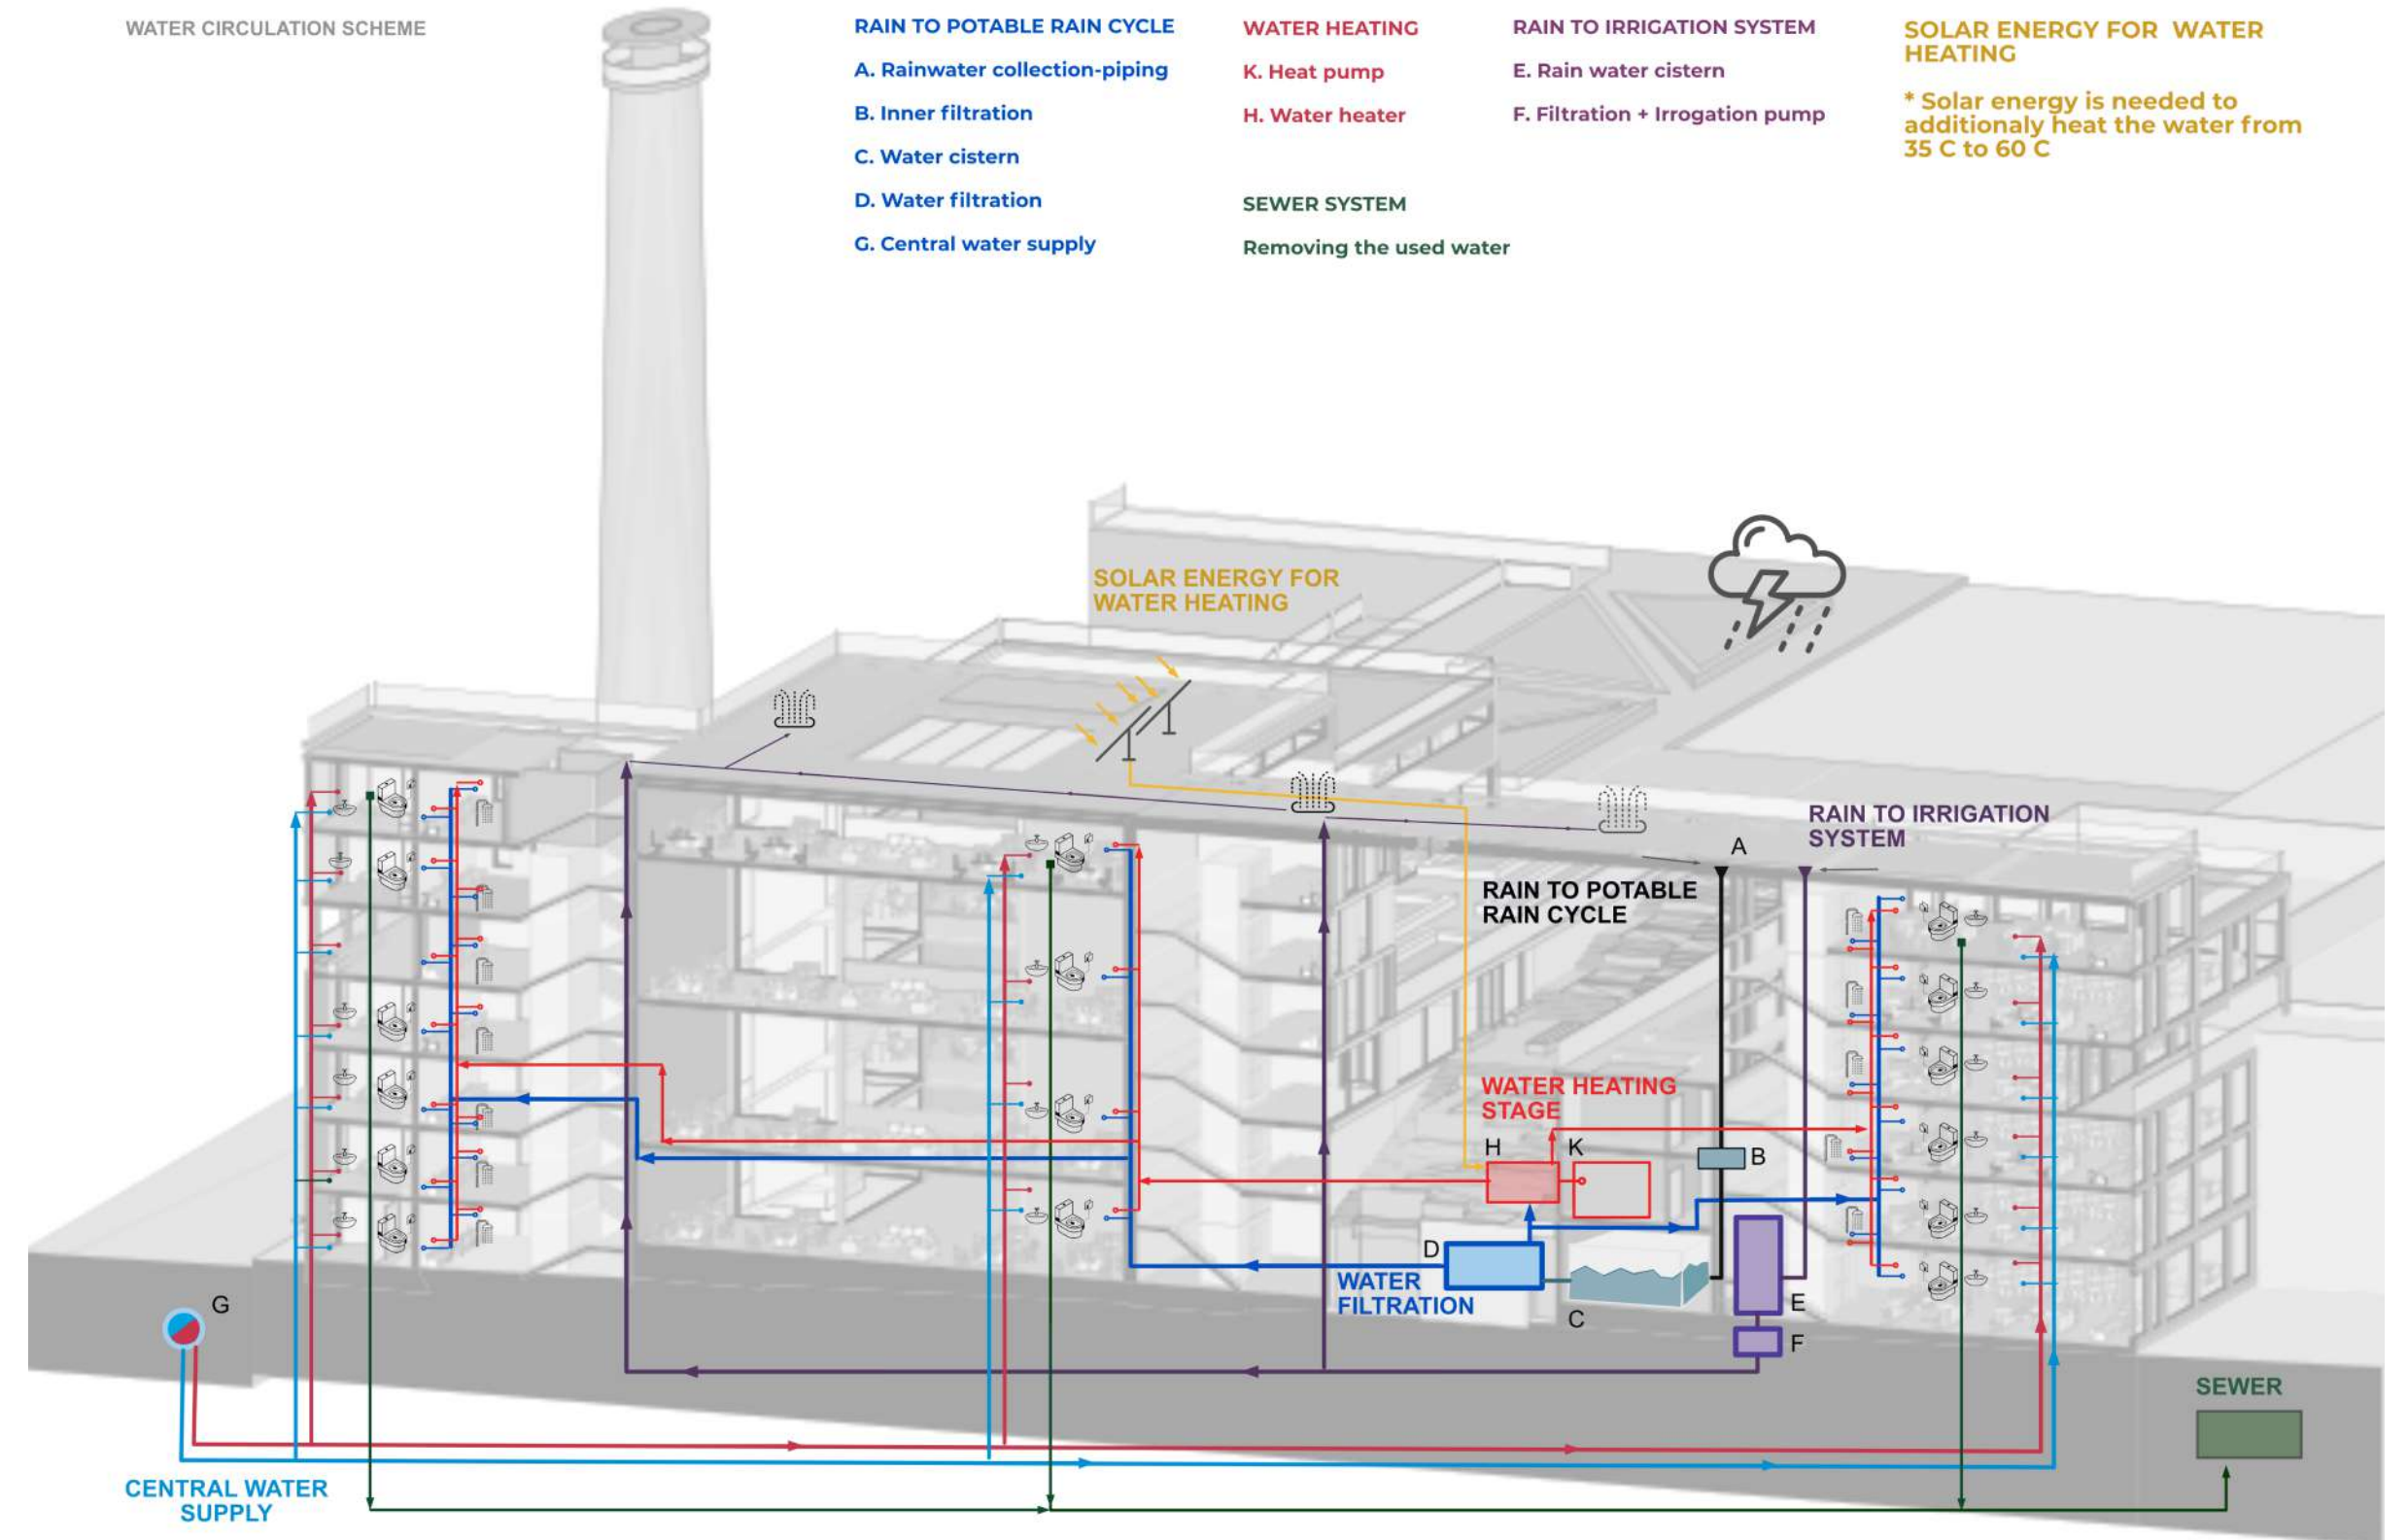 WATER CIRCULATION SCHEME
RAIN TO POTABLE RAIN CYCLE
A. Rainwater collection-piping
B. Inner filtration
C. Water cistern
D. Water filtration
G. Central water supply
WATER HEATING
K. Heat pump
H. Water heater
SEWER SYSTEM
Removing the used water
RAIN TO IRRIGATION SYSTEM
E. Rain water cistern
F. Filtration + Irrogation pump
SOLAR ENERGY FOR WATER
HEATING
* Solar energy is needed to
additionaly heat the water from
35 C to 60 C
SOLAR ENERGY FOR
WATER HEATING
RAIN TO IRRIGATION
SYSTEM
A
RAIN TO POTABLE
RAIN CYCLE
WATER HEATING
STAGE
H
K
B
D
WATER
FILTRATION
C
E
F
G
SEWER
CENTRAL WATER
SUPPLY